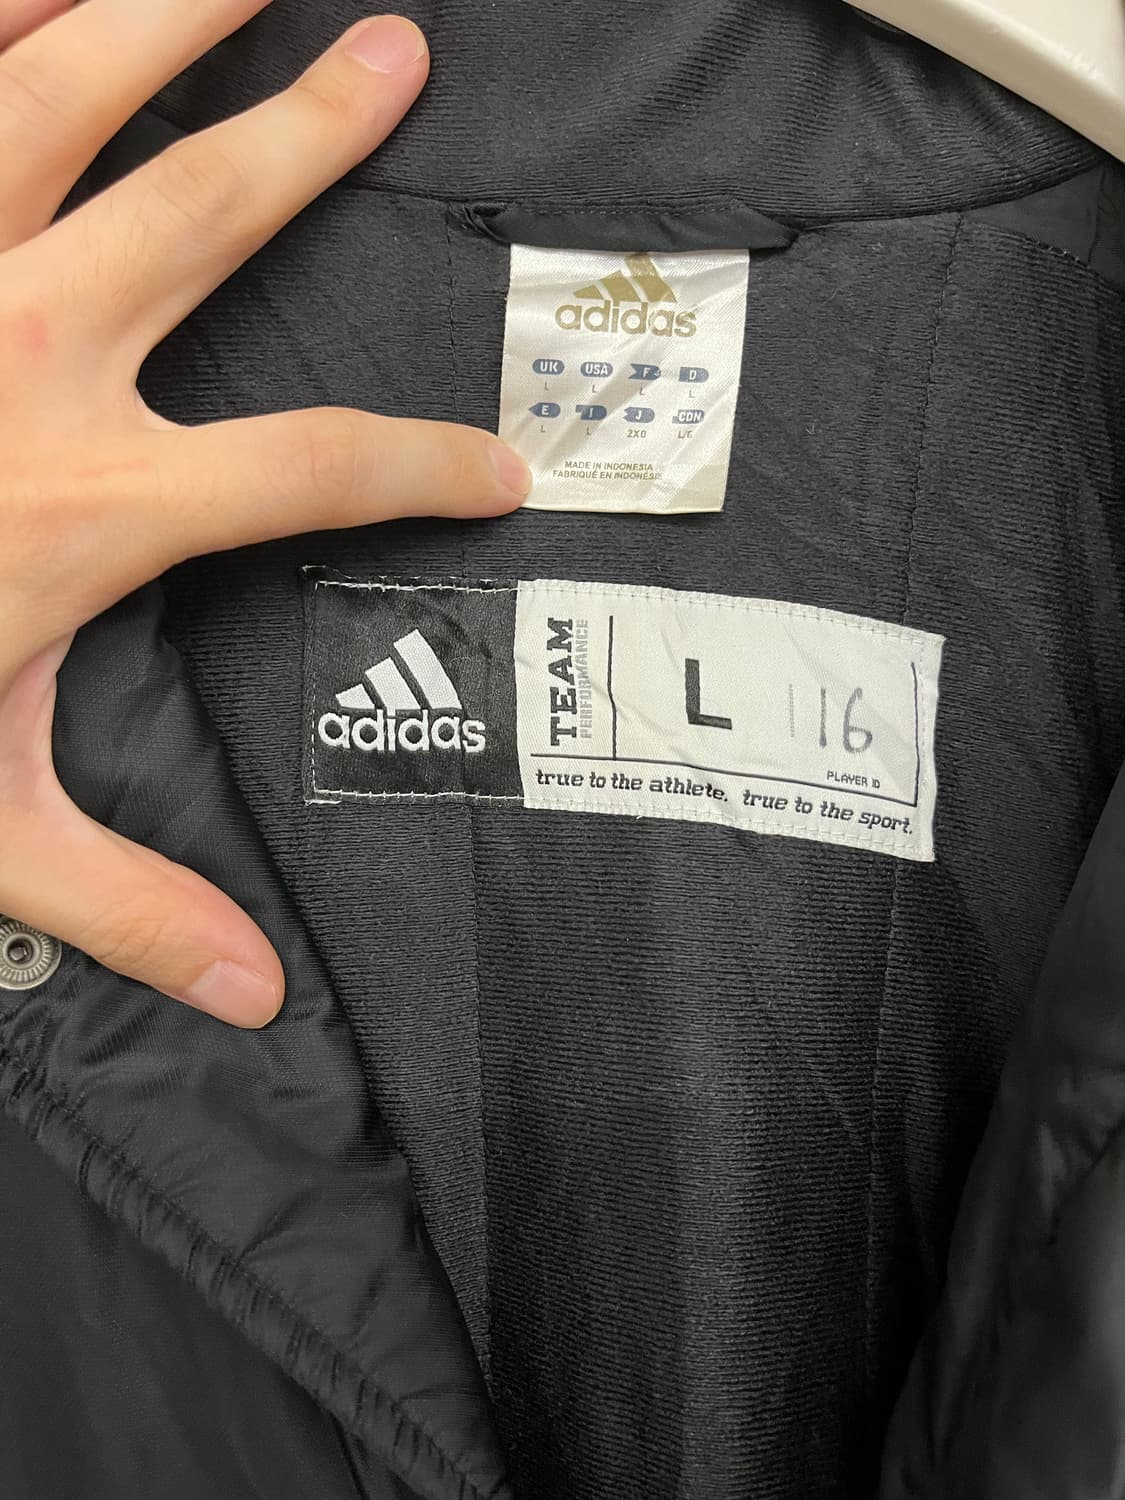 adidas
UK USA F D
L L L L
E I J CDN
L L 2XO L/G
MADE IN INDONESIA
FABRIQUÉ EN INDONÉSIE
adidas
TEAM
PERFORMANCE
L 16
PLAYER ID
true to the athlete. true to the sport.